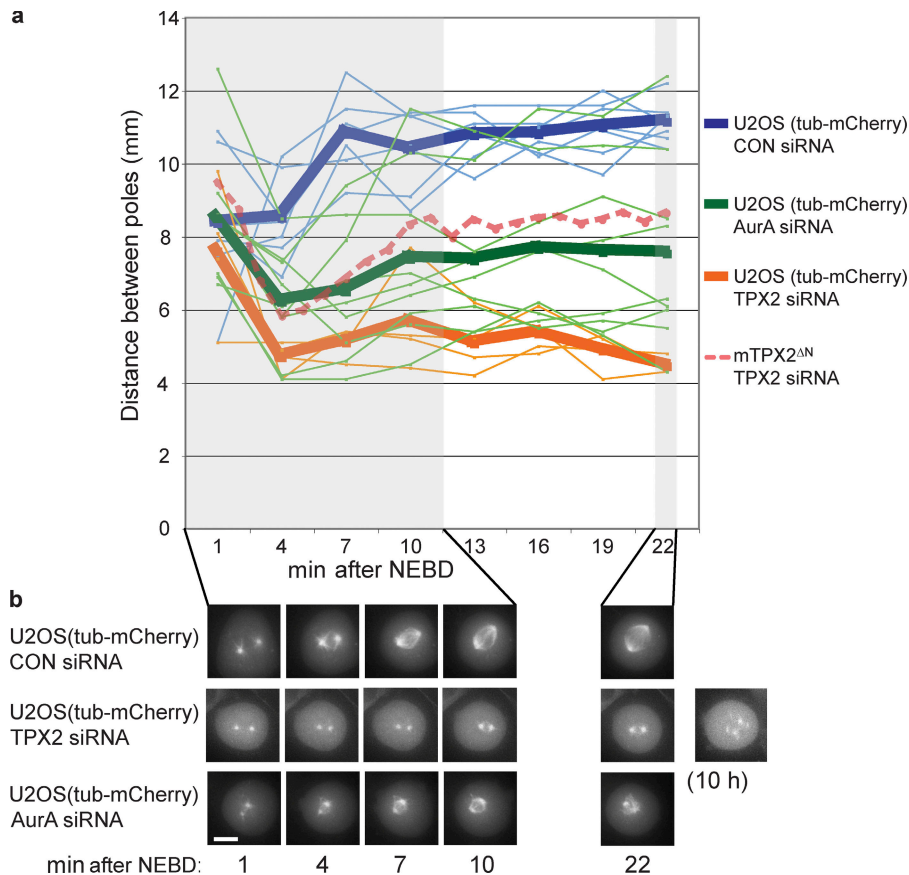 a
14
12
10
8
6
4
2
0
Distance between poles (mm)
1 4 7 10 13 16 19 22
min after NEBD
U2OS (tub-mCherry)
CON siRNA
U2OS (tub-mCherry)
AurA siRNA
U2OS (tub-mCherry)
TPX2 siRNA
mTPX2ΔN
TPX2 siRNA
b
U2OS(tub-mCherry)
CON siRNA
U2OS(tub-mCherry)
TPX2 siRNA
(10 h)
U2OS(tub-mCherry)
AurA siRNA
min after NEBD: 1 4 7 10 22